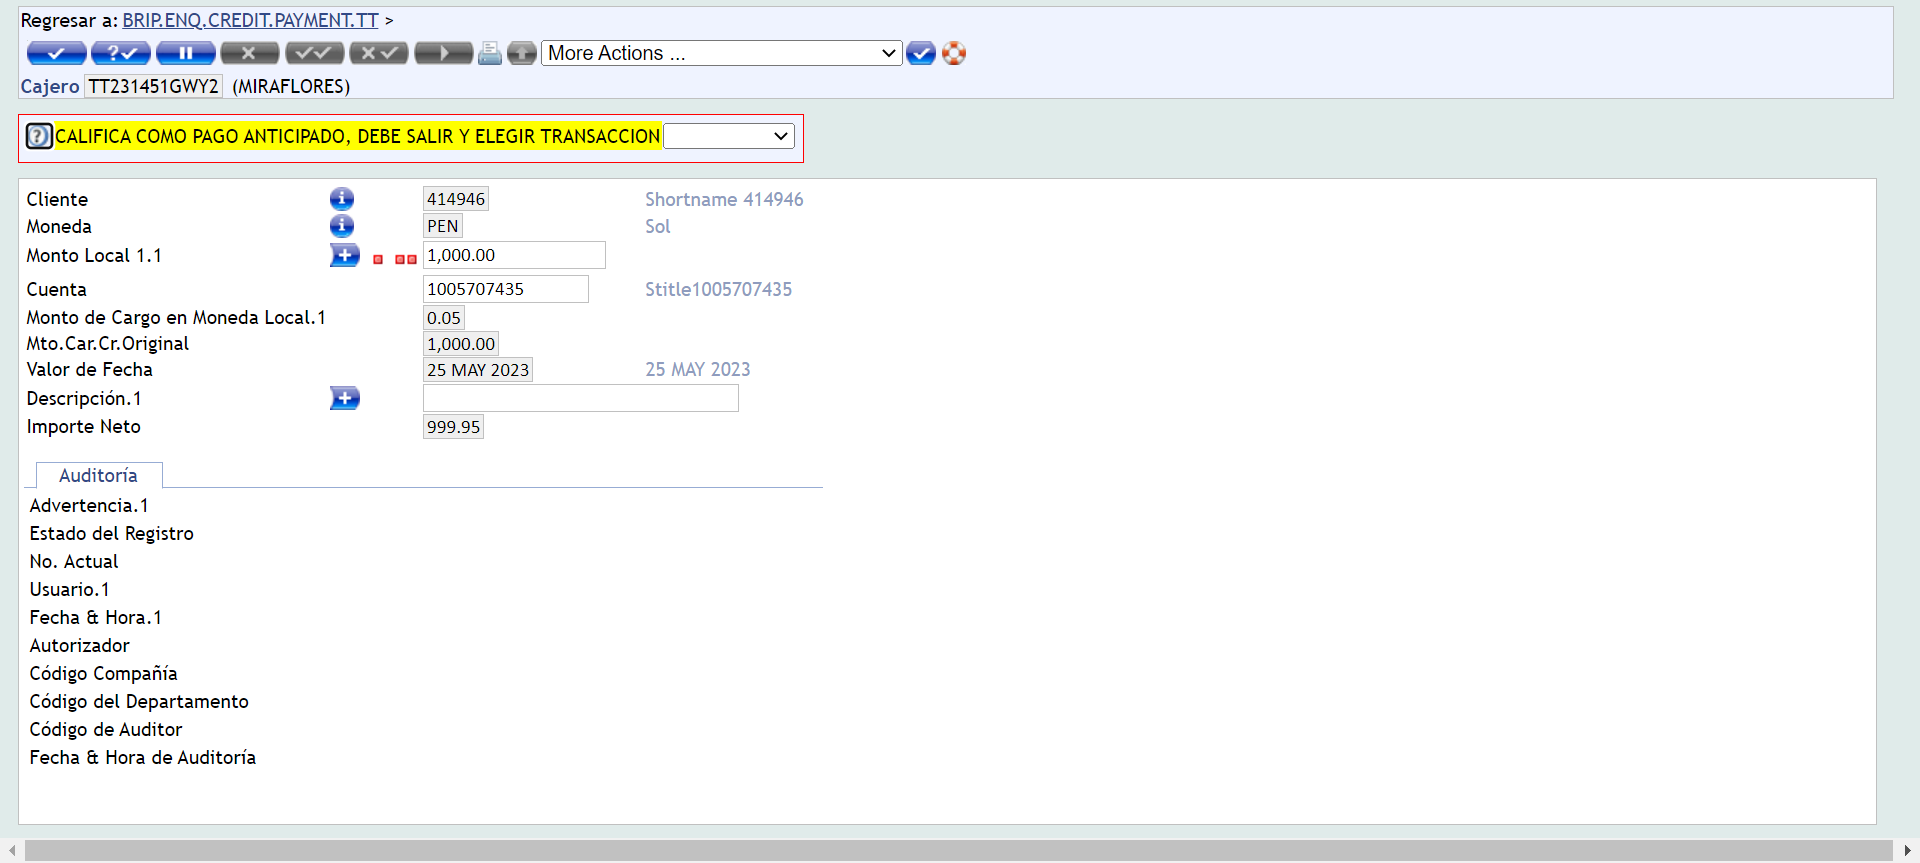 Regresar a: BRIP.ENQ.CREDIT.PAYMENT.TT >
More Actions ...
Cajero TT231451GWY2 (MIRAFLORES)
CALIFICA COMO PAGO ANTICIPADO, DEBE SALIR Y ELEGIR TRANSACCION
Cliente 414946 Shortname 414946
Moneda PEN Sol
Monto Local 1.1 1,000.00
Cuenta 1005707435 Stitle1005707435
Monto de Cargo en Moneda Local.1 0.05
Mto.Car.Cr.Original 1,000.00
Valor de Fecha 25 MAY 2023 25 MAY 2023
Descripción.1
Importe Neto 999.95
Auditoría
Advertencia.1
Estado del Registro
No. Actual
Usuario.1
Fecha & Hora.1
Autorizador
Código Compañía
Código del Departamento
Código de Auditor
Fecha & Hora de Auditoría